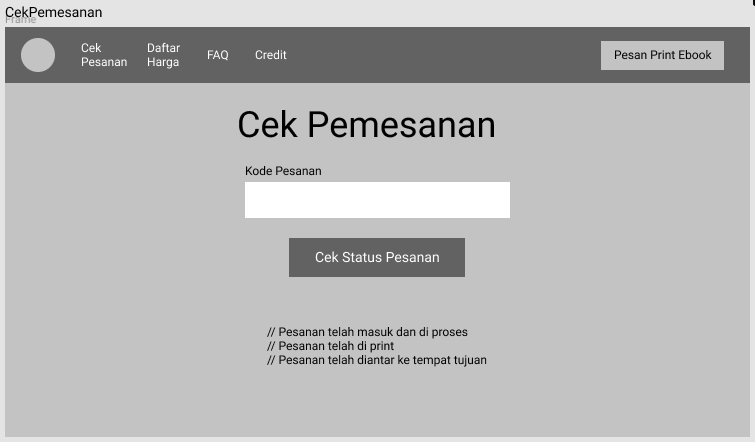 CekPemesanan
Frame
Cek
Pesanan
Daftar
Harga
FAQ
Credit
Pesan Print Ebook
Cek Pemesanan
Kode Pesanan
Cek Status Pesanan
// Pesanan telah masuk dan di proses
// Pesanan telah di print
// Pesanan telah diantar ke tempat tujuan